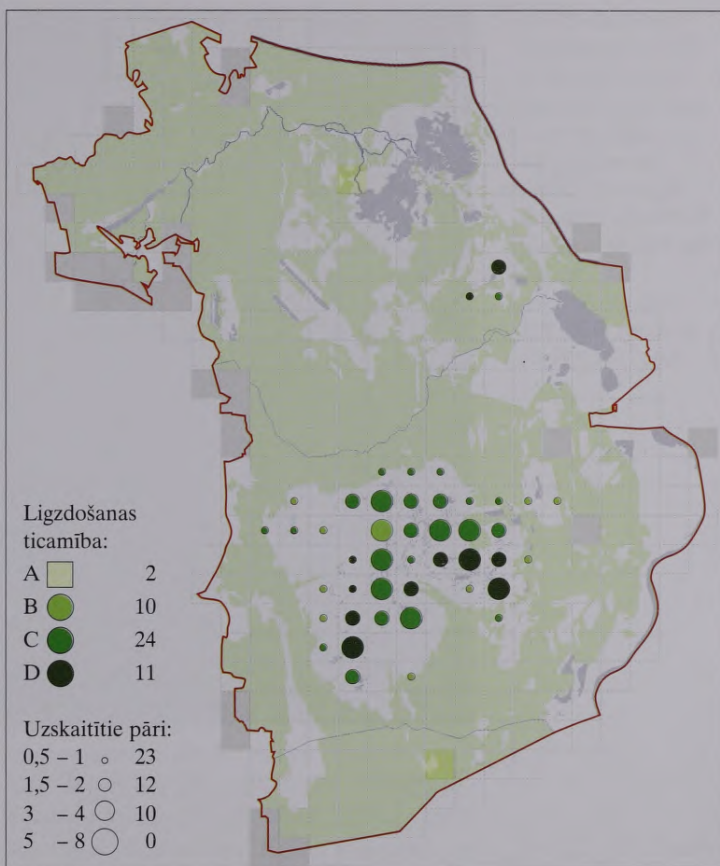 Ligzdošanas
ticamība:
A 2
B 10
C 24
D 11
Uzskaitītie pāri:
0,5 – 1 23
1,5 – 2 12
3 – 4 10
5 – 8 0